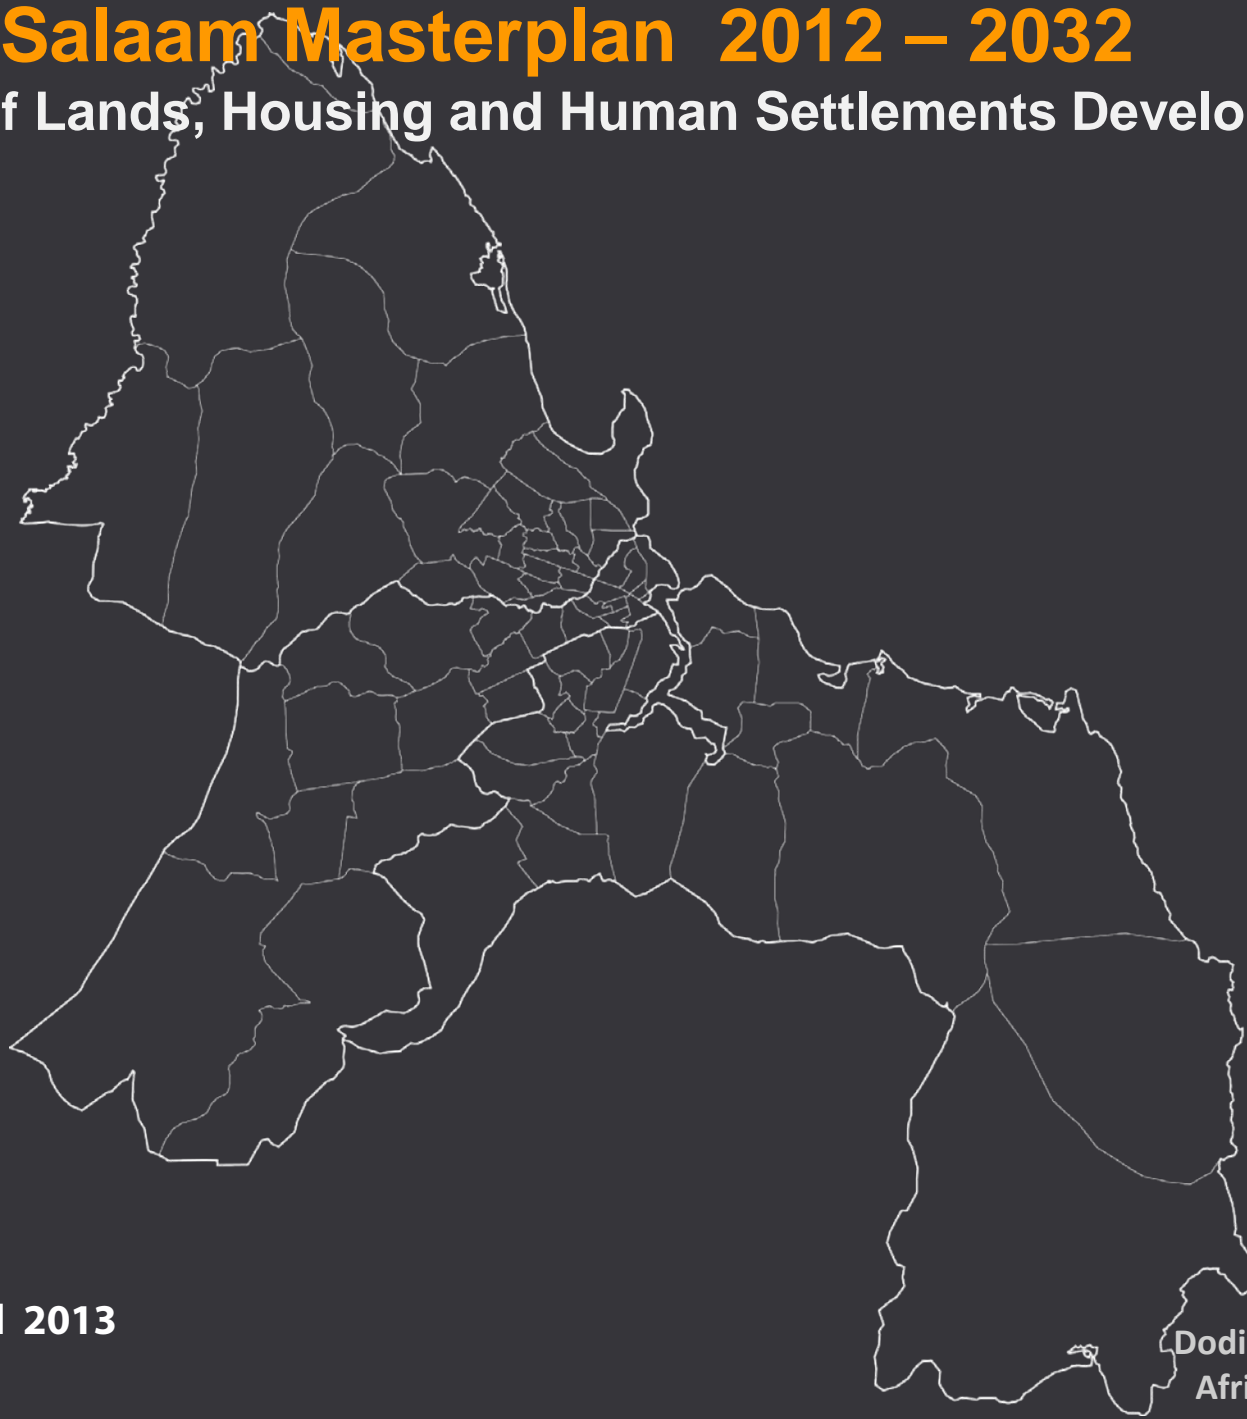 Salaam Masterplan 2012 – 2032
f Lands, Housing and Human Settlements Develo
2013
Dodi
Afri